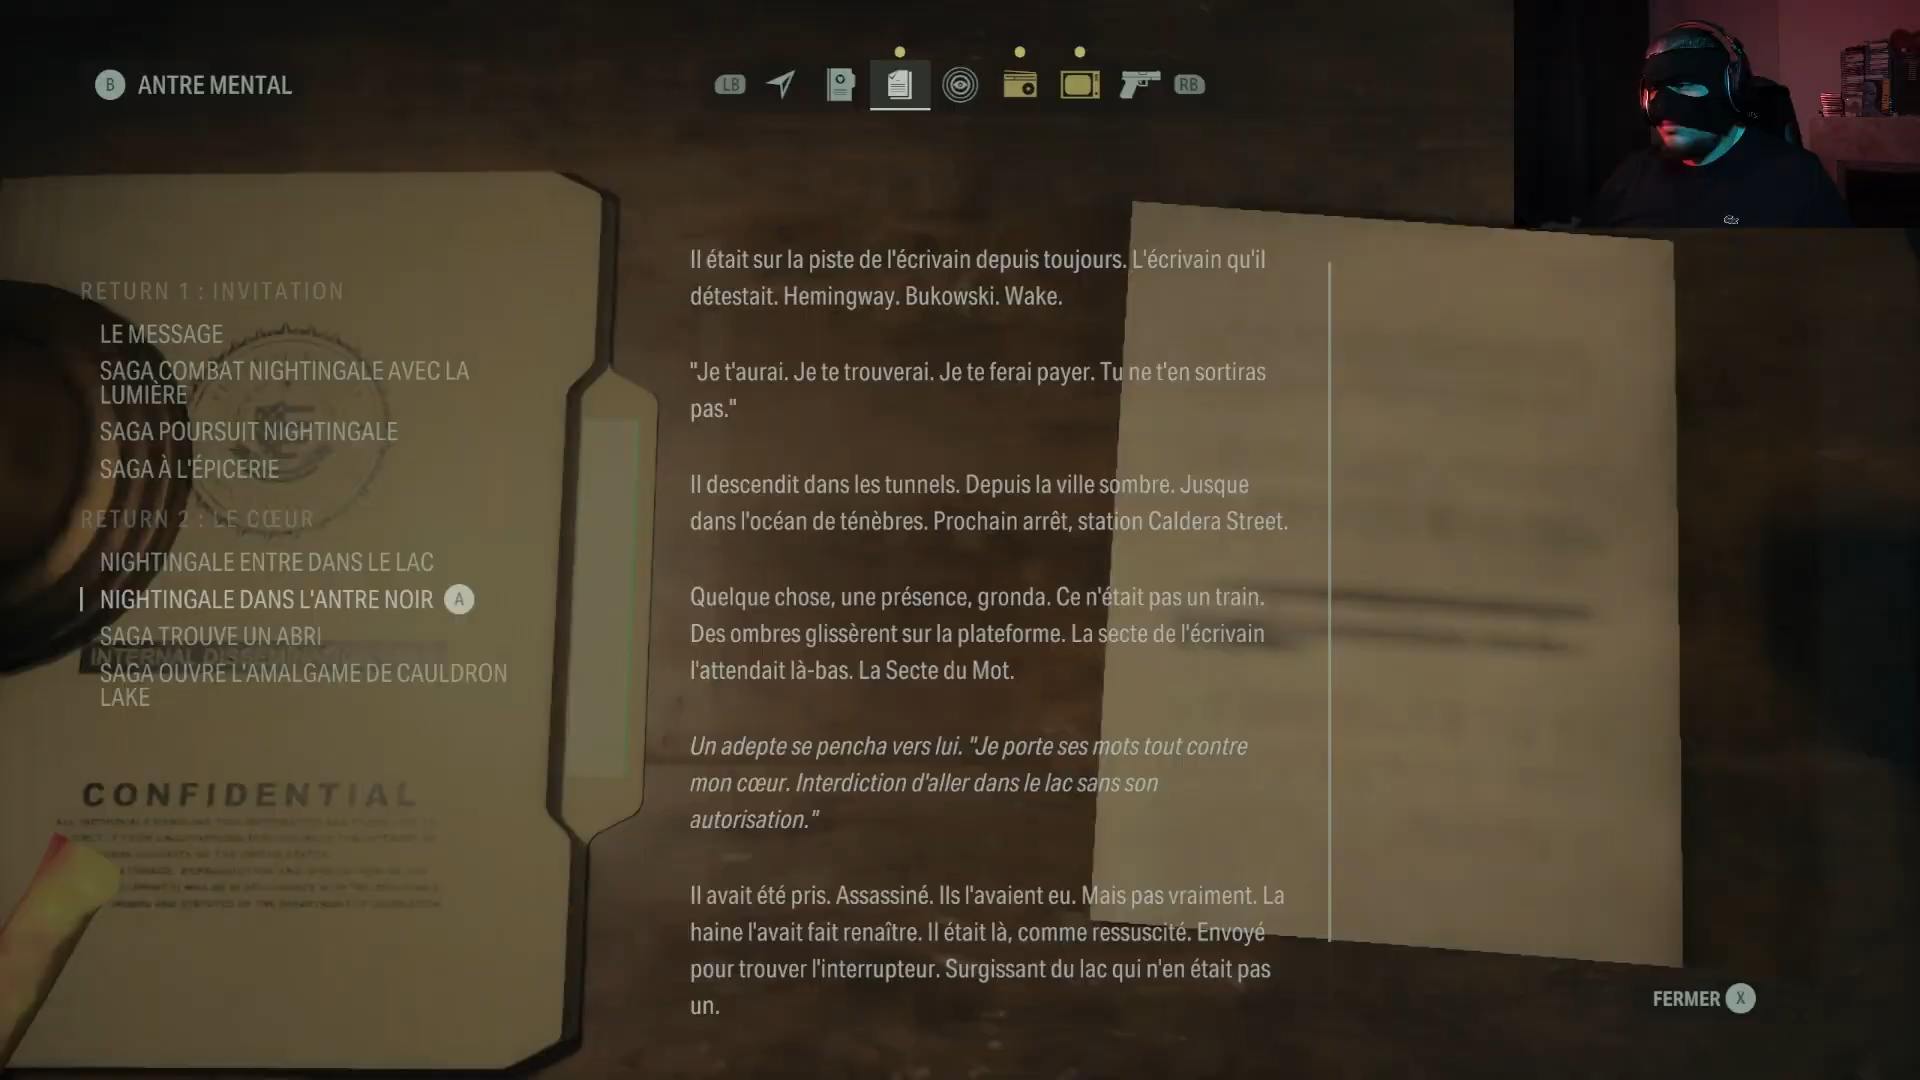 B ANTRE MENTAL
LB
RB
RETURN 1 : INVITATION
LE MESSAGE
SAGA COMBAT NIGHTINGALE AVEC LA
LUMIÈRE
SAGA POURSUIT NIGHTINGALE
SAGA À L'ÉPICERIE
RETURN 2 : LE CŒUR
NIGHTINGALE ENTRE DANS LE LAC
NIGHTINGALE DANS L'ANTRE NOIR A
SAGA TROUVE UN ABRI
INTERNAL
SAGA OUVRE L'AMALGAME DE CAULDRON
LAKE
CONFIDENTIAL
Il était sur la piste de l'écrivain depuis toujours. L'écrivain qu'il
détestait. Hemingway. Bukowski. Wake.
"Je t'aurai. Je te trouverai. Je te ferai payer. Tu ne t'en sortiras
pas."
Il descendit dans les tunnels. Depuis la ville sombre. Jusque
dans l'océan de ténèbres. Prochain arrêt, station Caldera Street.
Quelque chose, une présence, gronda. Ce n'était pas un train.
Des ombres glissèrent sur la plateforme. La secte de l'écrivain
l'attendait là-bas. La Secte du Mot.
Un adepte se pencha vers lui. "Je porte ses mots tout contre
mon cœur. Interdiction d'aller dans le lac sans son
autorisation."
Il avait été pris. Assassiné. Ils l'avaient eu. Mais pas vraiment. La
haine l'avait fait renaître. Il était là, comme ressuscité. Envoyé
pour trouver l'interrupteur. Surgissant du lac qui n'en était pas
un.
FERMER X